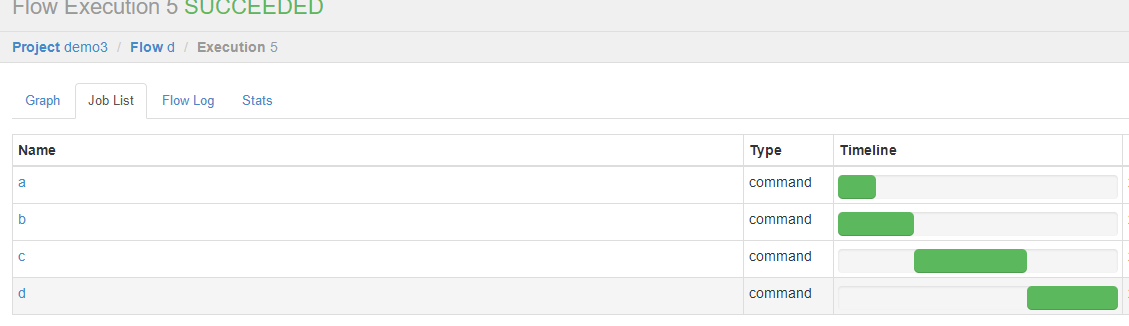 Flow Execution 5 SUCCEEDED
Project demo3 / Flow d / Execution 5
Graph Job List Flow Log Stats
Name Type Timeline
a command
b command
c command
d command